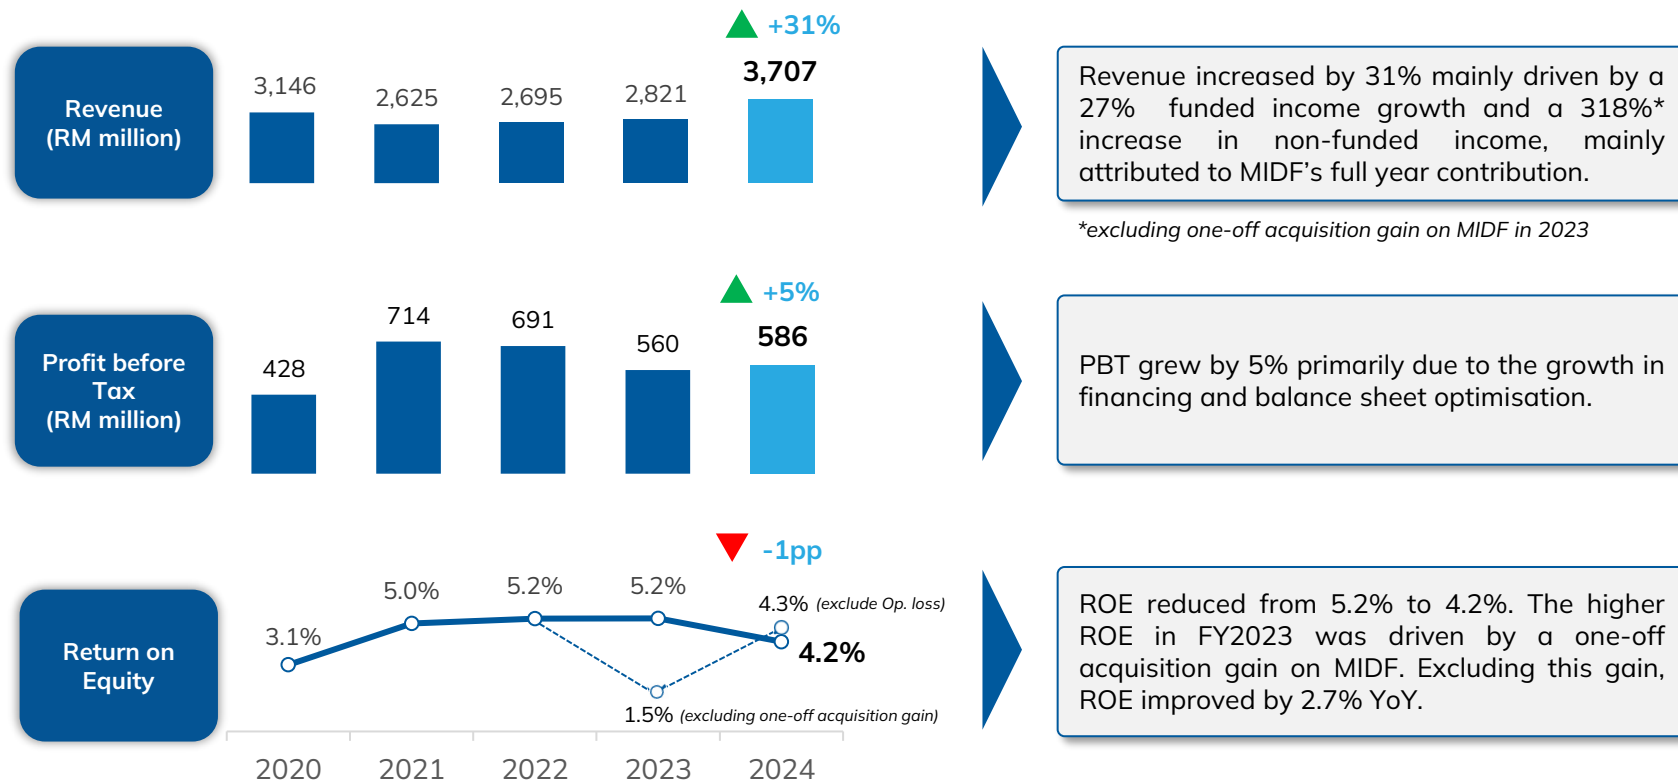 +31%
Revenue
(RM million)
3,146
2,625
2,695
2,821
3,707
Revenue increased by 31% mainly driven by a
27% funded income growth and a 318%*
increase in non-funded income, mainly
attributed to MIDF's full year contribution.
*excluding one-off acquisition gain on MIDF in 2023
+5%
Profit before
Tax
(RM million)
428
714
691
560
586
PBT grew by 5% primarily due to the growth in
financing and balance sheet optimisation.
-1pp
Return on
Equity
3.1%
5.0%
5.2%
5.2%
4.3% (exclude Op. loss)
4.2%
1.5% (excluding one-off acquisition gain)
ROE reduced from 5.2% to 4.2%. The higher
ROE in FY2023 was driven by a one-off
acquisition gain on MIDF. Excluding this gain,
ROE improved by 2.7% YoY.
2020 2021 2022 2023 2024